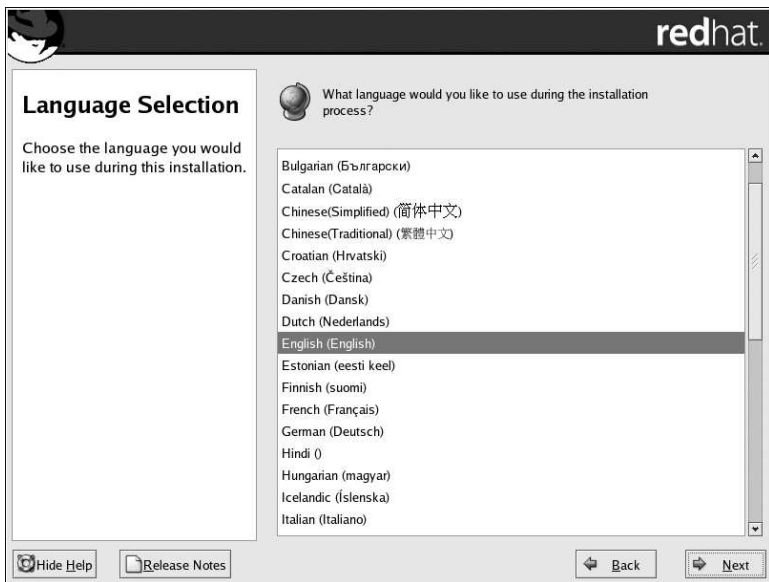 redhat.
Language Selection
Choose the language you would
like to use during this installation.
What language would you like to use during the installation
process?
Bulgarian (Български)
Catalan (Català)
Chinese(Simplified) (简体中文)
Chinese(Traditional) (繁體中文)
Croatian (Hrvatski)
Czech (Čeština)
Danish (Dansk)
Dutch (Nederlands)
English (English)
Estonian (eesti keel)
Finnish (suomi)
French (Français)
German (Deutsch)
Hindi ()
Hungarian (magyar)
Icelandic (Íslenska)
Italian (Italiano)
Hide Help
Release Notes
Back
Next